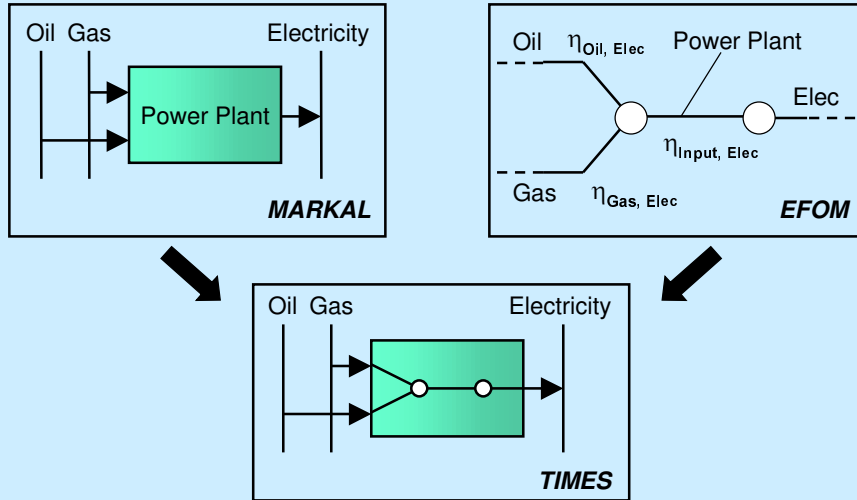 Oil Gas Electricity
Power Plant
MARKAL
Oil ηOil, Elec Power Plant
Elec
ηInput, Elec
Gas ηGas, Elec
EFOM
Oil Gas Electricity
TIMES